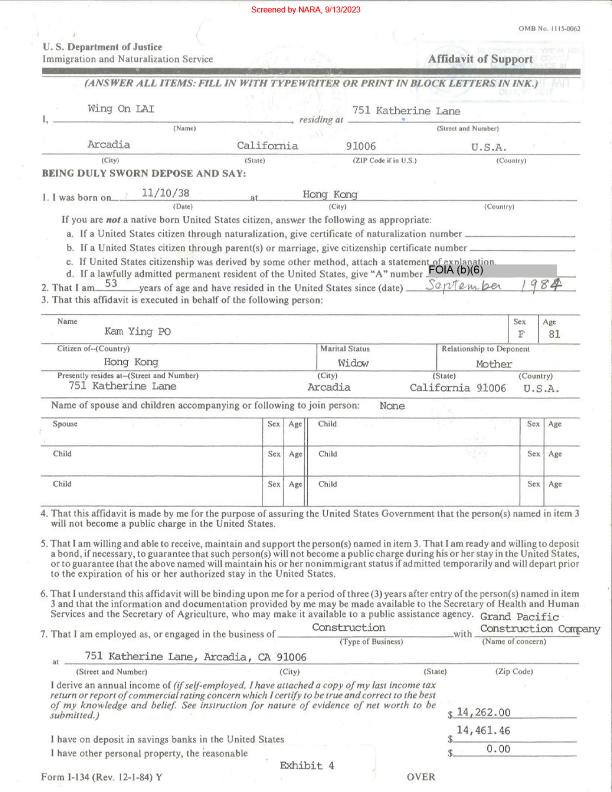 Screened by NARA, 9/13/2023
OMB No. 1115-0062
U. S. Department of Justice
Immigration and Naturalization Service Affidavit of Support
(ANSWER ALL ITEMS: FILL IN WITH TYPEWRITER OR PRINT IN BLOCK LETTERS IN INK.)
Wing On LAI 751 Katherine Lane
I, residing at
(Name) (Street and Number)
Arcadia California 91006 U.S.A.
(City) (State) (ZIP Code if in U.S.) (Country)
BEING DULY SWORN DEPOSE AND SAY:
1. I was born on 11/10/38 at Hong Kong
(Date) (City) (Country)
If you are not a native born United States citizen, answer the following as appropriate:
a. If a United States citizen through naturalization, give certificate of naturalization number
b. If a United States citizen through parent(s) or marriage, give citizenship certificate number
c. If United States citizenship was derived by some other method, attach a statement of explanation.
d. If a lawfully admitted permanent resident of the United States, give "A" number FOIA (b)(6)
2. That I am 53 years of age and have resided in the United States since (date) September 1984
3. That this affidavit is executed in behalf of the following person:
Name Sex Age
Kam Ying PO F 81
Citizen of--(Country) Marital Status Relationship to Deponent
Hong Kong Widow Mother
Presently resides at--(Street and Number) (City) (State) (Country)
751 Katherine Lane Arcadia California 91006 U.S.A.
Name of spouse and children accompanying or following to join person: None
Spouse Sex Age Child Sex Age
Child Sex Age Child Sex Age
Child Sex Age Child Sex Age
4. That this affidavit is made by me for the purpose of assuring the United States Government that the person(s) named in item 3
will not become a public charge in the United States.
5. That I am willing and able to receive, maintain and support the person(s) named in item 3. That I am ready and willing to deposit
a bond, if necessary, to guarantee that such person(s) will not become a public charge during his or her stay in the United States,
or to guarantee that the above named will maintain his or her nonimmigrant status if admitted temporarily and will depart prior
to the expiration of his or her authorized stay in the United States.
6. That I understand this affidavit will be binding upon me for a period of three (3) years after entry of the person(s) named in item
3 and that the information and documentation provided by me may be made available to the Secretary of Health and Human
Services and the Secretary of Agriculture, who may make it available to a public assistance agency.
Grand Pacific
7. That I am employed as, or engaged in the business of Construction with Construction Company
(Type of Business) (Name of concern)
at 751 Katherine Lane, Arcadia, CA 91006
(Street and Number) (City) (State) (Zip Code)
I derive an annual income of (if self-employed, I have attached a copy of my last income tax
return or report of commercial rating concern which I certify to be true and correct to the best
of my knowledge and belief. See instruction for nature of evidence of net worth to be
submitted.) $ 14,262.00
I have on deposit in savings banks in the United States $ 14,461.46
I have other personal property, the reasonable $ 0.00
Exhibit 4
Form I-134 (Rev. 12-1-84) Y OVER